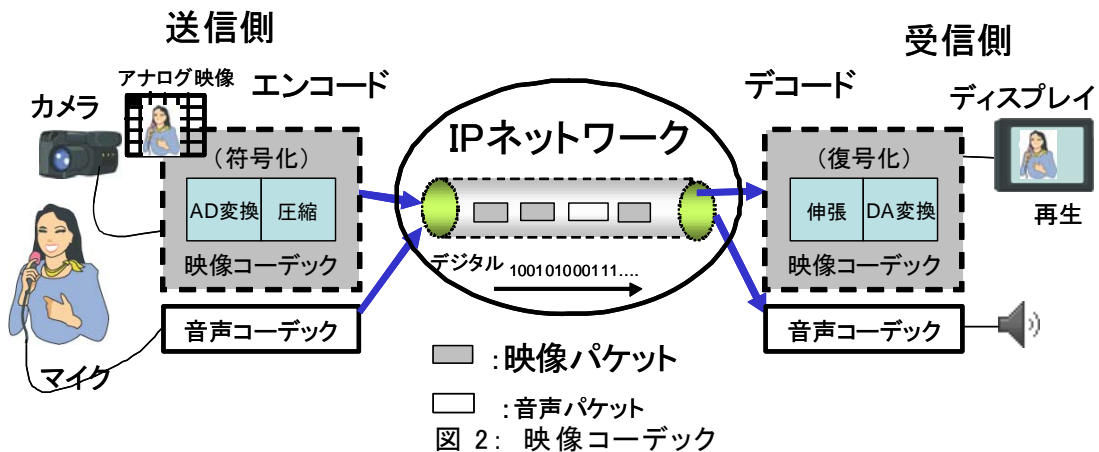 送信側
受信側
アナログ映像
エンコード
デコード
カメラ
ディスプレイ
IPネットワーク
(符号化)
(復号化)
AD変換
圧縮
伸張
DA変換
再生
映像コーデック
映像コーデック
デジタル 100101000111....
音声コーデック
音声コーデック
マイク
:映像パケット
:音声パケット
図 2: 映像コーデック